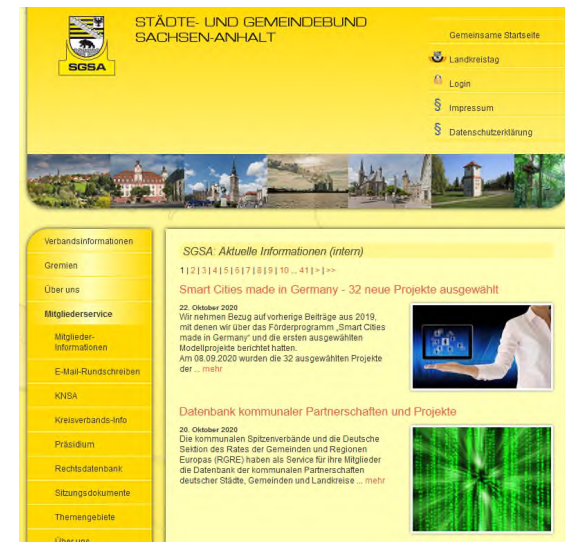 STÄDTE- UND GEMEINDEBUND
SACHSEN-ANHALT
SGSA
Gemeinsame Startseite
Landkreistag
Login
§ Impressum
§ Datenschutzerklärung
Verbandsinformationen
Gremien
Über uns
Mitgliederservice
Mitglieder-
Informationen
E-Mail-Rundschreiben
KNSA
Kreisverbands-Info
Präsidium
Rechtsdatenbank
Sitzungsdokumente
Themengebiete
Über uns
SGSA: Aktuelle Informationen (intern)
1 | 2 | 3 | 4 | 5 | 6 | 7 | 8 | 9 | 10 ... 41 | > | >>
Smart Cities made in Germany - 32 neue Projekte ausgewählt
22. Oktober 2020
Wir nehmen Bezug auf vorherige Beiträge aus 2019,
mit denen wir über das Förderprogramm „Smart Cities
made in Germany“ und die ersten ausgewählten
Modellprojekte berichtet hatten.
Am 08.09.2020 wurden die 32 ausgewählten Projekte
der ... mehr
Datenbank kommunaler Partnerschaften und Projekte
20. Oktober 2020
Die kommunalen Spitzenverbände und die Deutsche
Sektion des Rates der Gemeinden und Regionen
Europas (RGRE) haben als Service für ihre Mitglieder
die Datenbank der kommunalen Partnerschaften
deutscher Städte, Gemeinden und Landkreise ... mehr